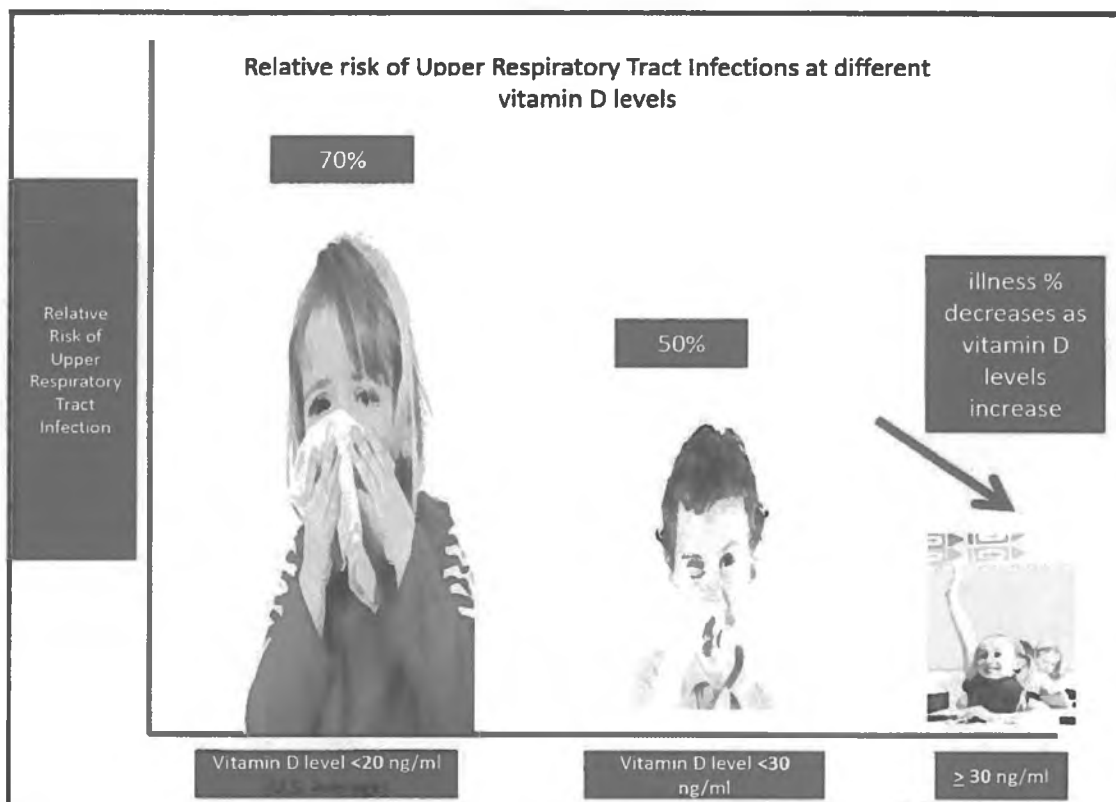 Relative risk of Upper Respiratory Tract Infections at different
vitamin D levels
70%
Relative
Risk of
Upper
Respiratory
Tract
Infection
50%
illness %
decreases as
vitamin D
levels
increase
Vitamin D level <20 ng/ml
Vitamin D level <30
ng/ml
≥ 30 ng/ml